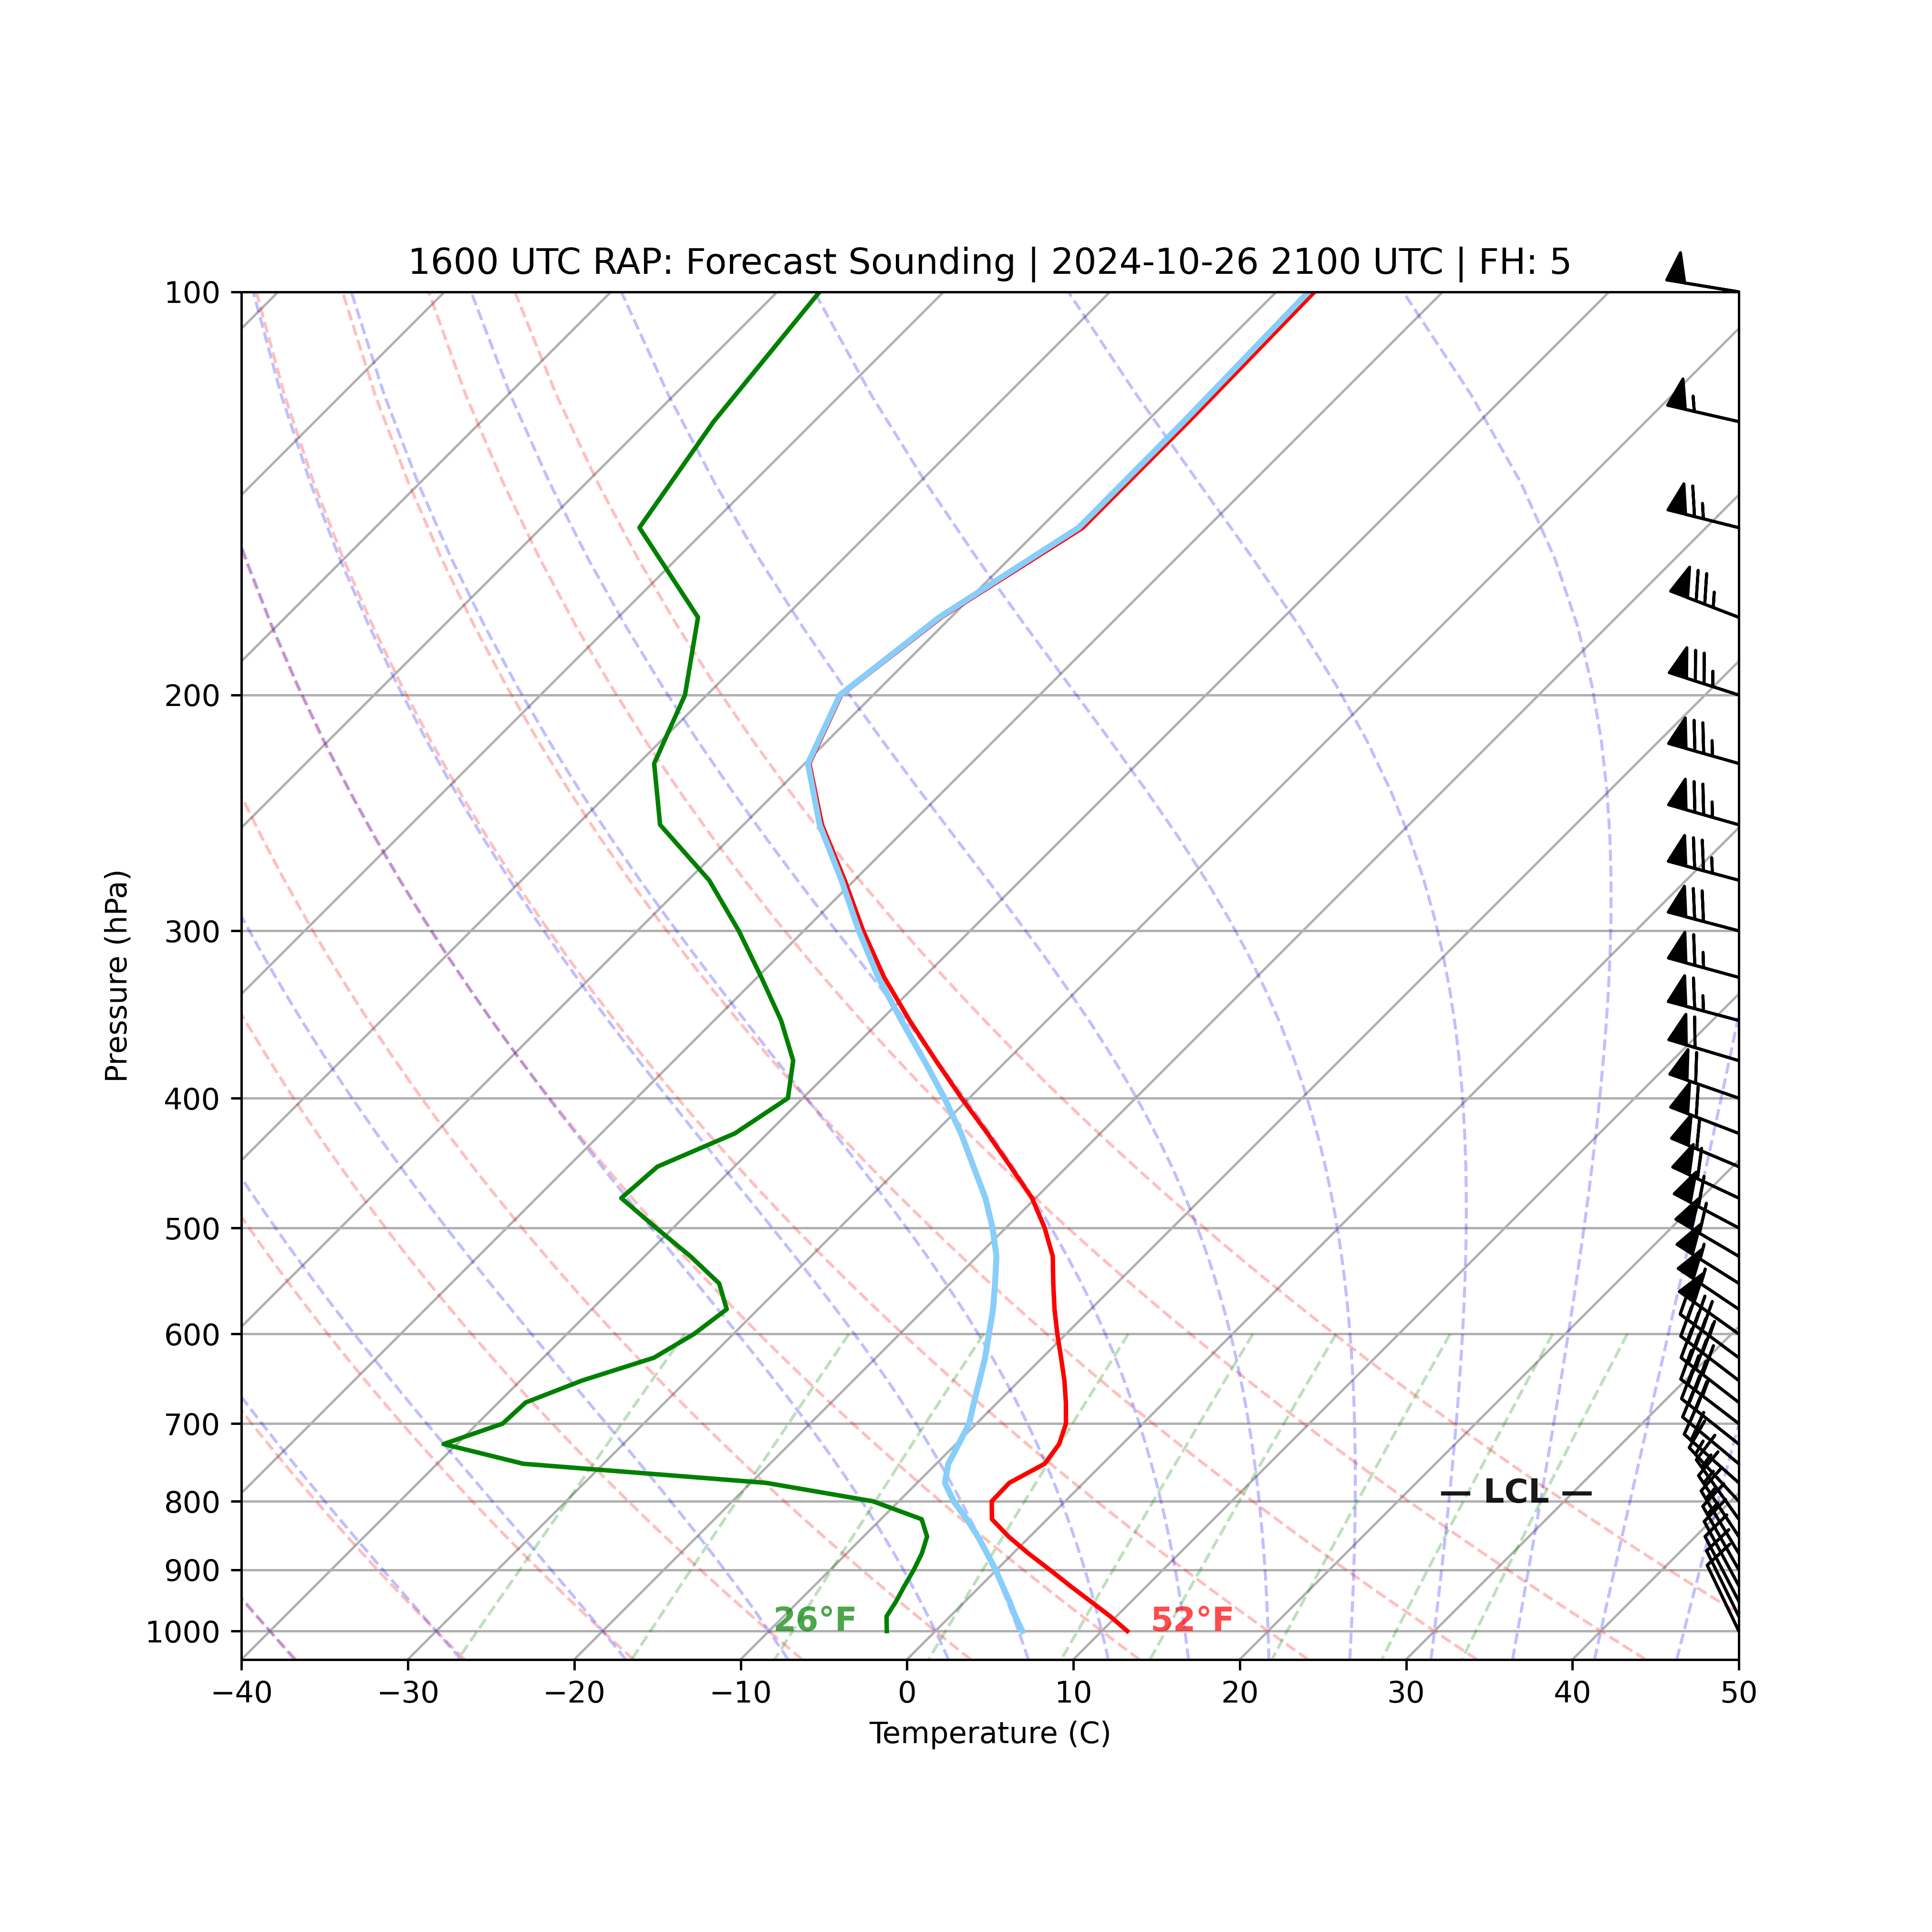 1600 UTC RAP: Forecast Sounding | 2024-10-26 2100 UTC | FH: 5
100
200
300
400
500
600
700
800
900
1000
Pressure (hPa)
— LCL —
26°F
52°F
−40 −30 −20 −10 0 10 20 30 40 50
Temperature (C)